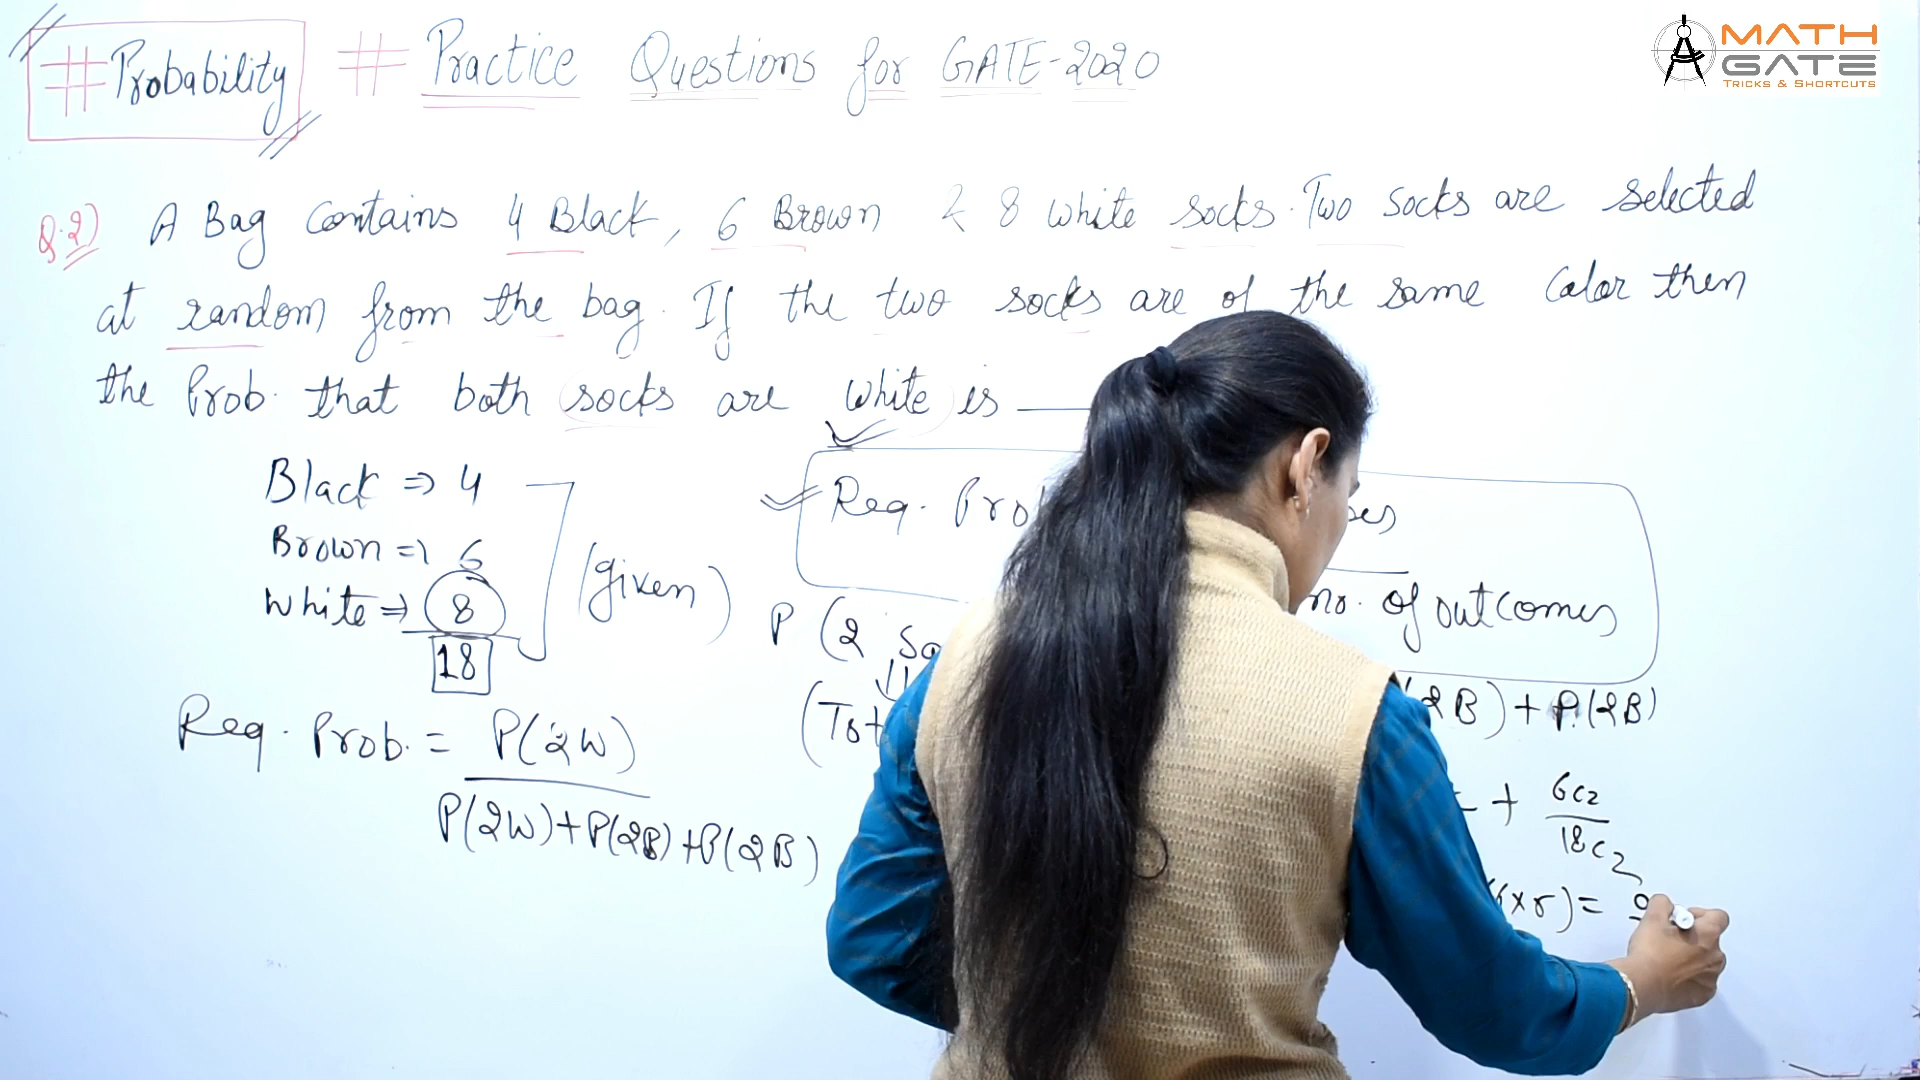 #Probability # Practice Questions for GATE-2020
MATH
GATE
TRICKS & SHORTCUTS
Q.2) A Bag contains 4 Black, 6 Brown & 8 white socks. Two socks are selected
at random from the bag. If the two socks are of the same color then
the Prob. that both socks are white is
Black ⇒ 4
Brown ⇒ 6
White ⇒ 8
18
(given)
Req.
no. of outcomes
P (2
2B) + P(2B)
Req. Prob. = P(2W)
P(2W)+P(2B)+P(2B)
+ 6C2
18C2
) =